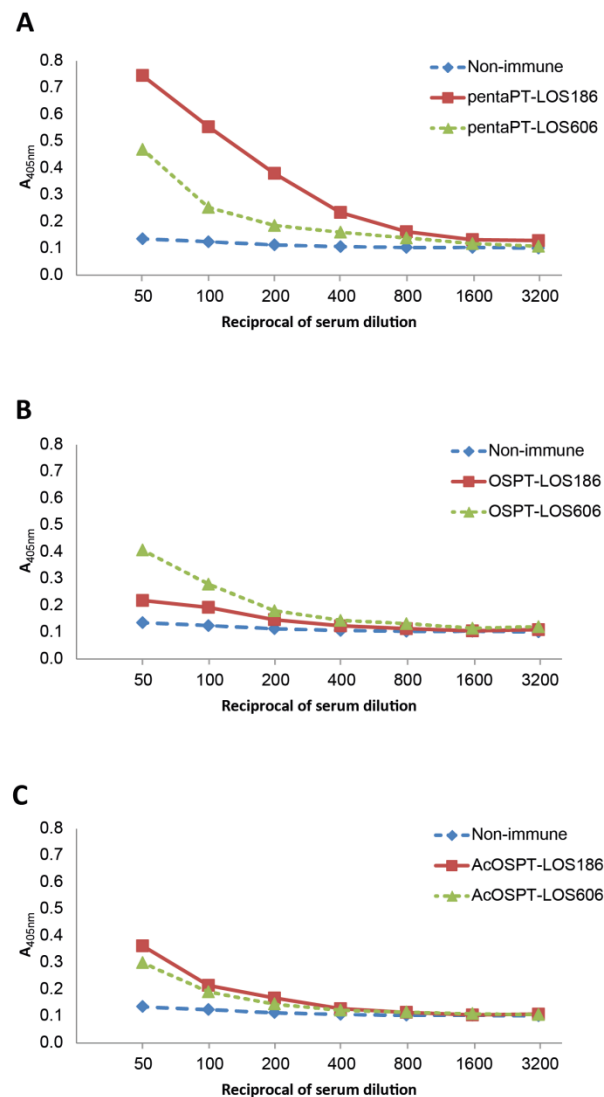 A
0.8
0.7
0.6
0.5
0.4
0.3
0.2
0.1
0.0
A405nm
Non-immune
pentaPT-LOS186
pentaPT-LOS606
50 100 200 400 800 1600 3200
Reciprocal of serum dilution
B
0.8
0.7
0.6
0.5
0.4
0.3
0.2
0.1
0.0
A405nm
Non-immune
OSPT-LOS186
OSPT-LOS606
50 100 200 400 800 1600 3200
Reciprocal of serum dilution
C
0.8
0.7
0.6
0.5
0.4
0.3
0.2
0.1
0.0
A405nm
Non-immune
AcOSPT-LOS186
AcOSPT-LOS606
50 100 200 400 800 1600 3200
Reciprocal of serum dilution